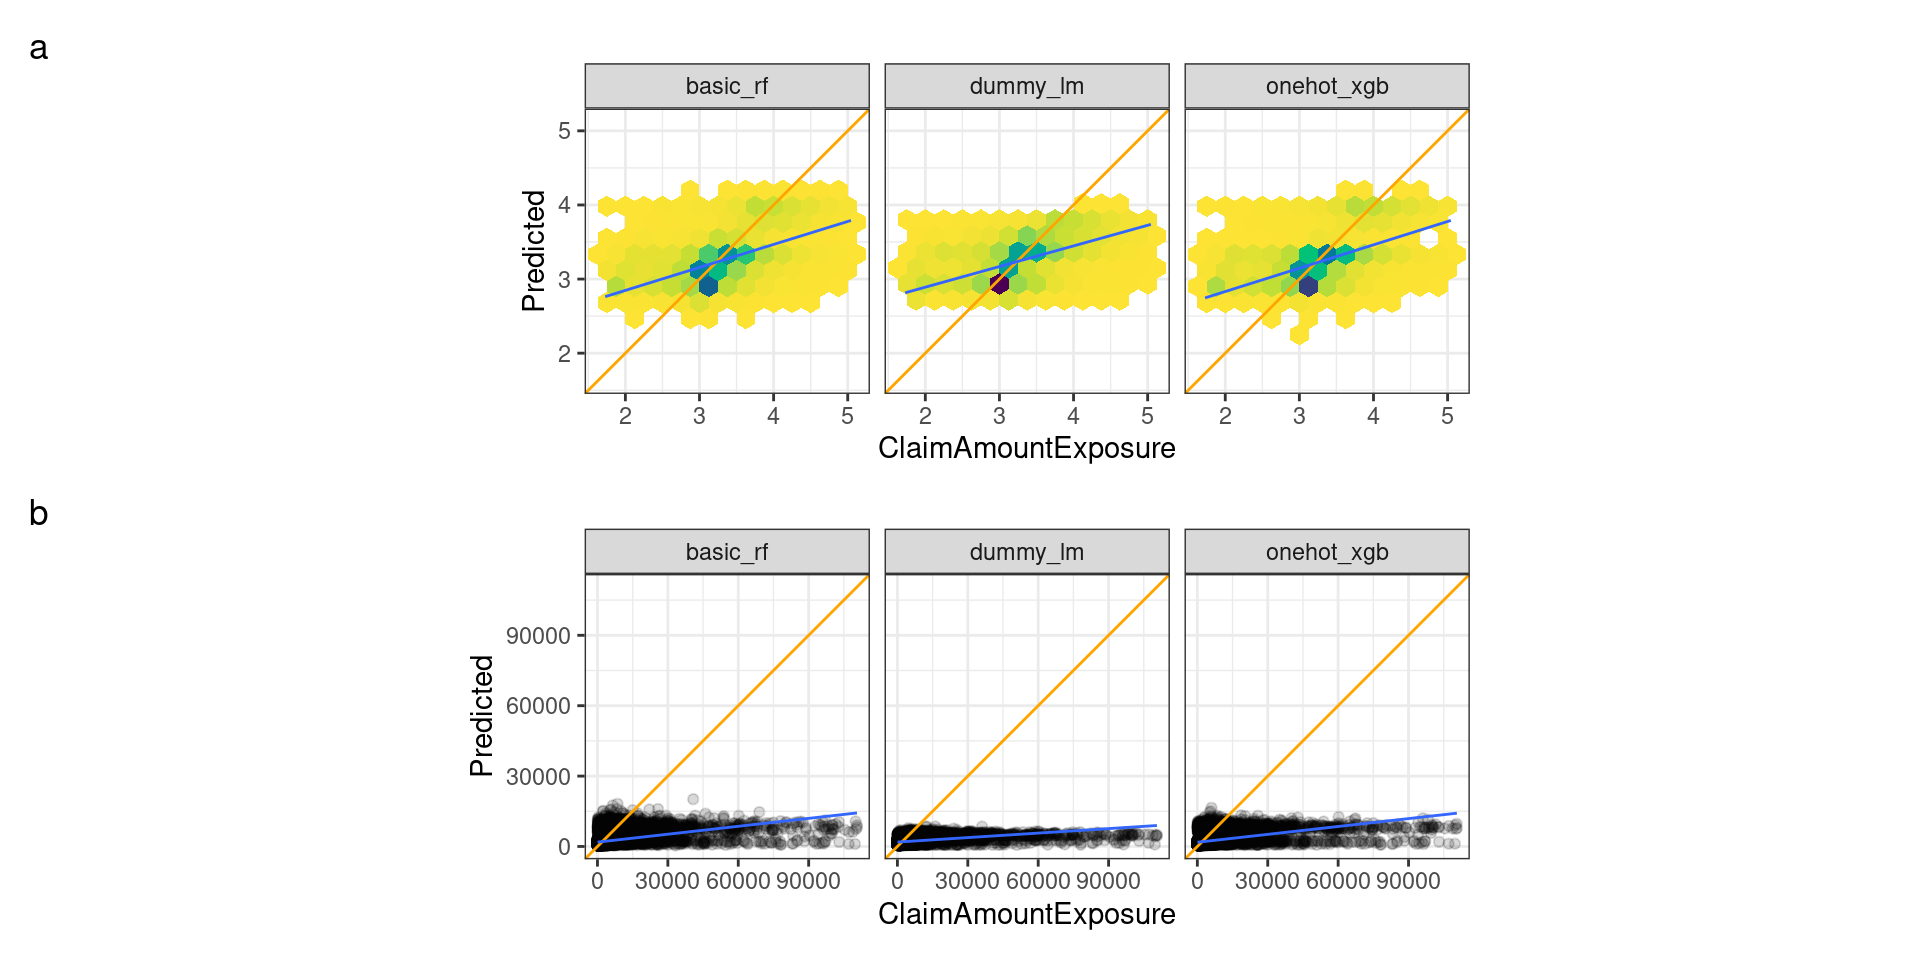 a
basic_rf dummy_lm onehot_xgb
5
4
3
2
Predicted
2 3 4 5 2 3 4 5 2 3 4 5
ClaimAmountExposure
b
basic_rf dummy_lm onehot_xgb
90000
60000
30000
0
Predicted
0 30000 60000 90000 0 30000 60000 90000 0 30000 60000 90000
ClaimAmountExposure